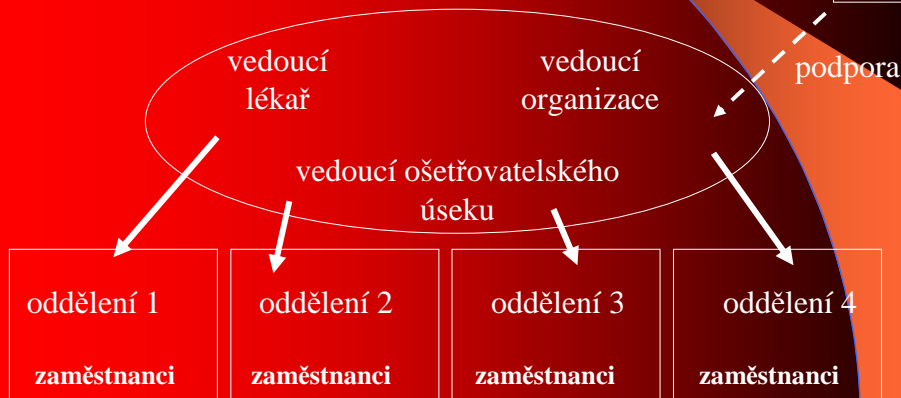 vedoucí
lékař
vedoucí
organizace
podpora
vedoucí ošetřovatelského
úseku
oddělení 1
oddělení 2
oddělení 3
oddělení 4
zaměstnanci
zaměstnanci
zaměstnanci
zaměstnanci